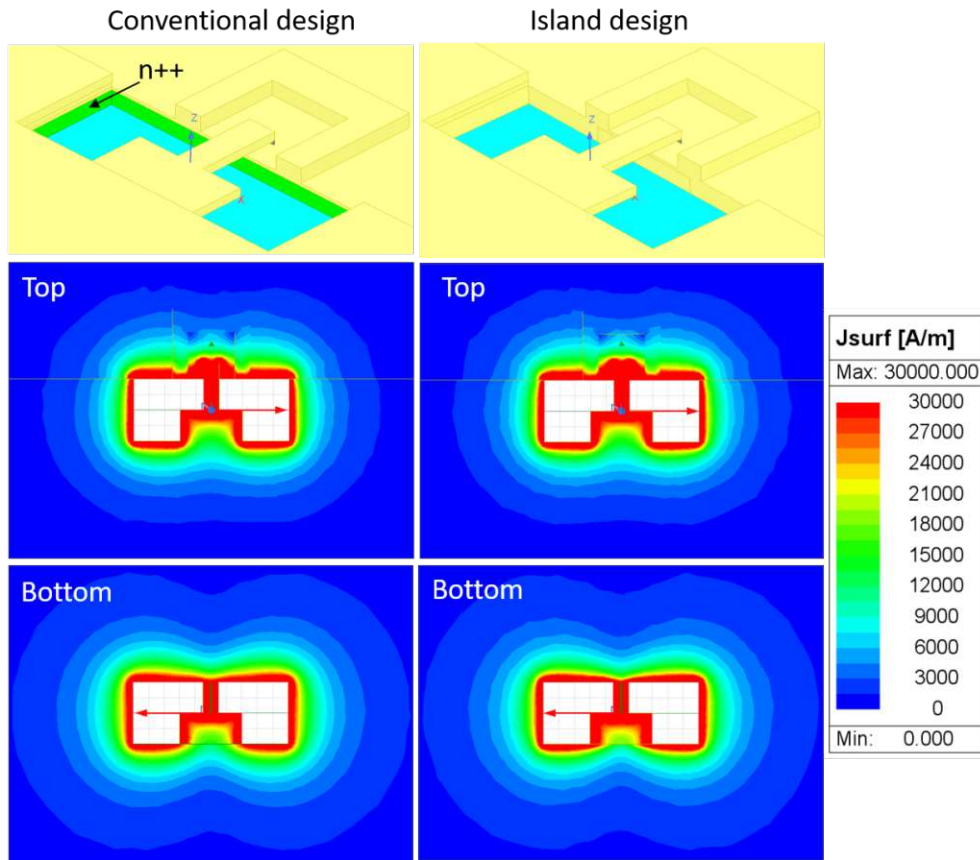 Conventional design
Island design
n++
z
x
z
Top
Top
Jsurf [A/m]
Max: 30000.000
30000
27000
24000
21000
18000
15000
12000
9000
6000
3000
0
Min: 0.000
Bottom
Bottom